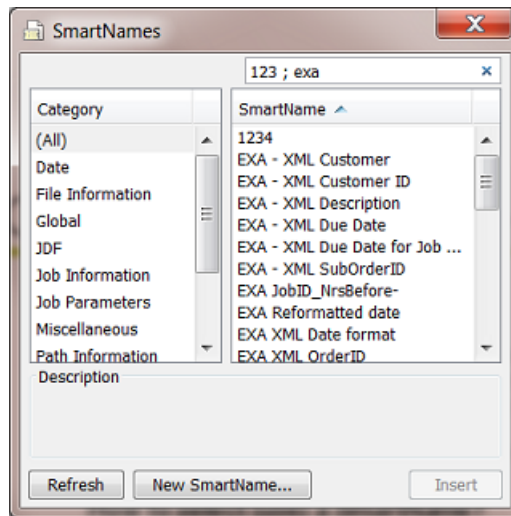 SmartNames
123 ; exa
Category
(All)
Date
File Information
Global
JDF
Job Information
Job Parameters
Miscellaneous
Path Information
SmartName
1234
EXA - XML Customer
EXA - XML Customer ID
EXA - XML Description
EXA - XML Due Date
EXA - XML Due Date for Job ...
EXA - XML SubOrderID
EXA JobID_NrsBefore-
EXA Reformatted date
EXA XML Date format
EXA XML OrderID
Description
Refresh
New SmartName...
Insert